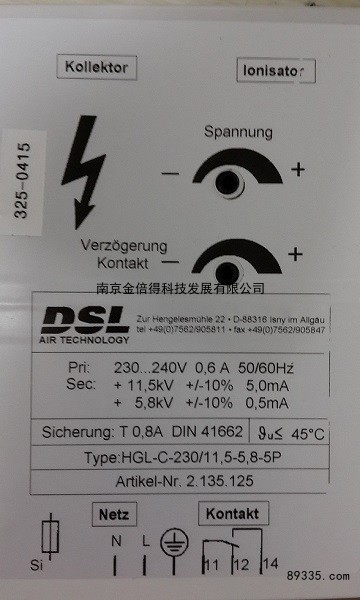 Kollektor Ionisator
Spannung
− +
325-0415
Verzögerung
Kontakt − +
南京金倍得科技发展有限公司
DSL
AIR TECHNOLOGY
Zur Hengelesmühle 22 • D-88316 Isny im Allgäu
tel +49(0)7562/905811 • fax +49(0)7562/905847
Pri: 230...240V 0,6 A 50/60Hz
Sec: + 11,5kV +/-10% 5,0mA
+ 5,8kV +/-10% 0,5mA
Sicherung: T 0,8A DIN 41662 ϑu≤ 45°C
Type:HGL-C-230/11,5-5,8-5P
Artikel-Nr. 2.135.125
Netz Kontakt
N L
Si 11 12 14
89335.com